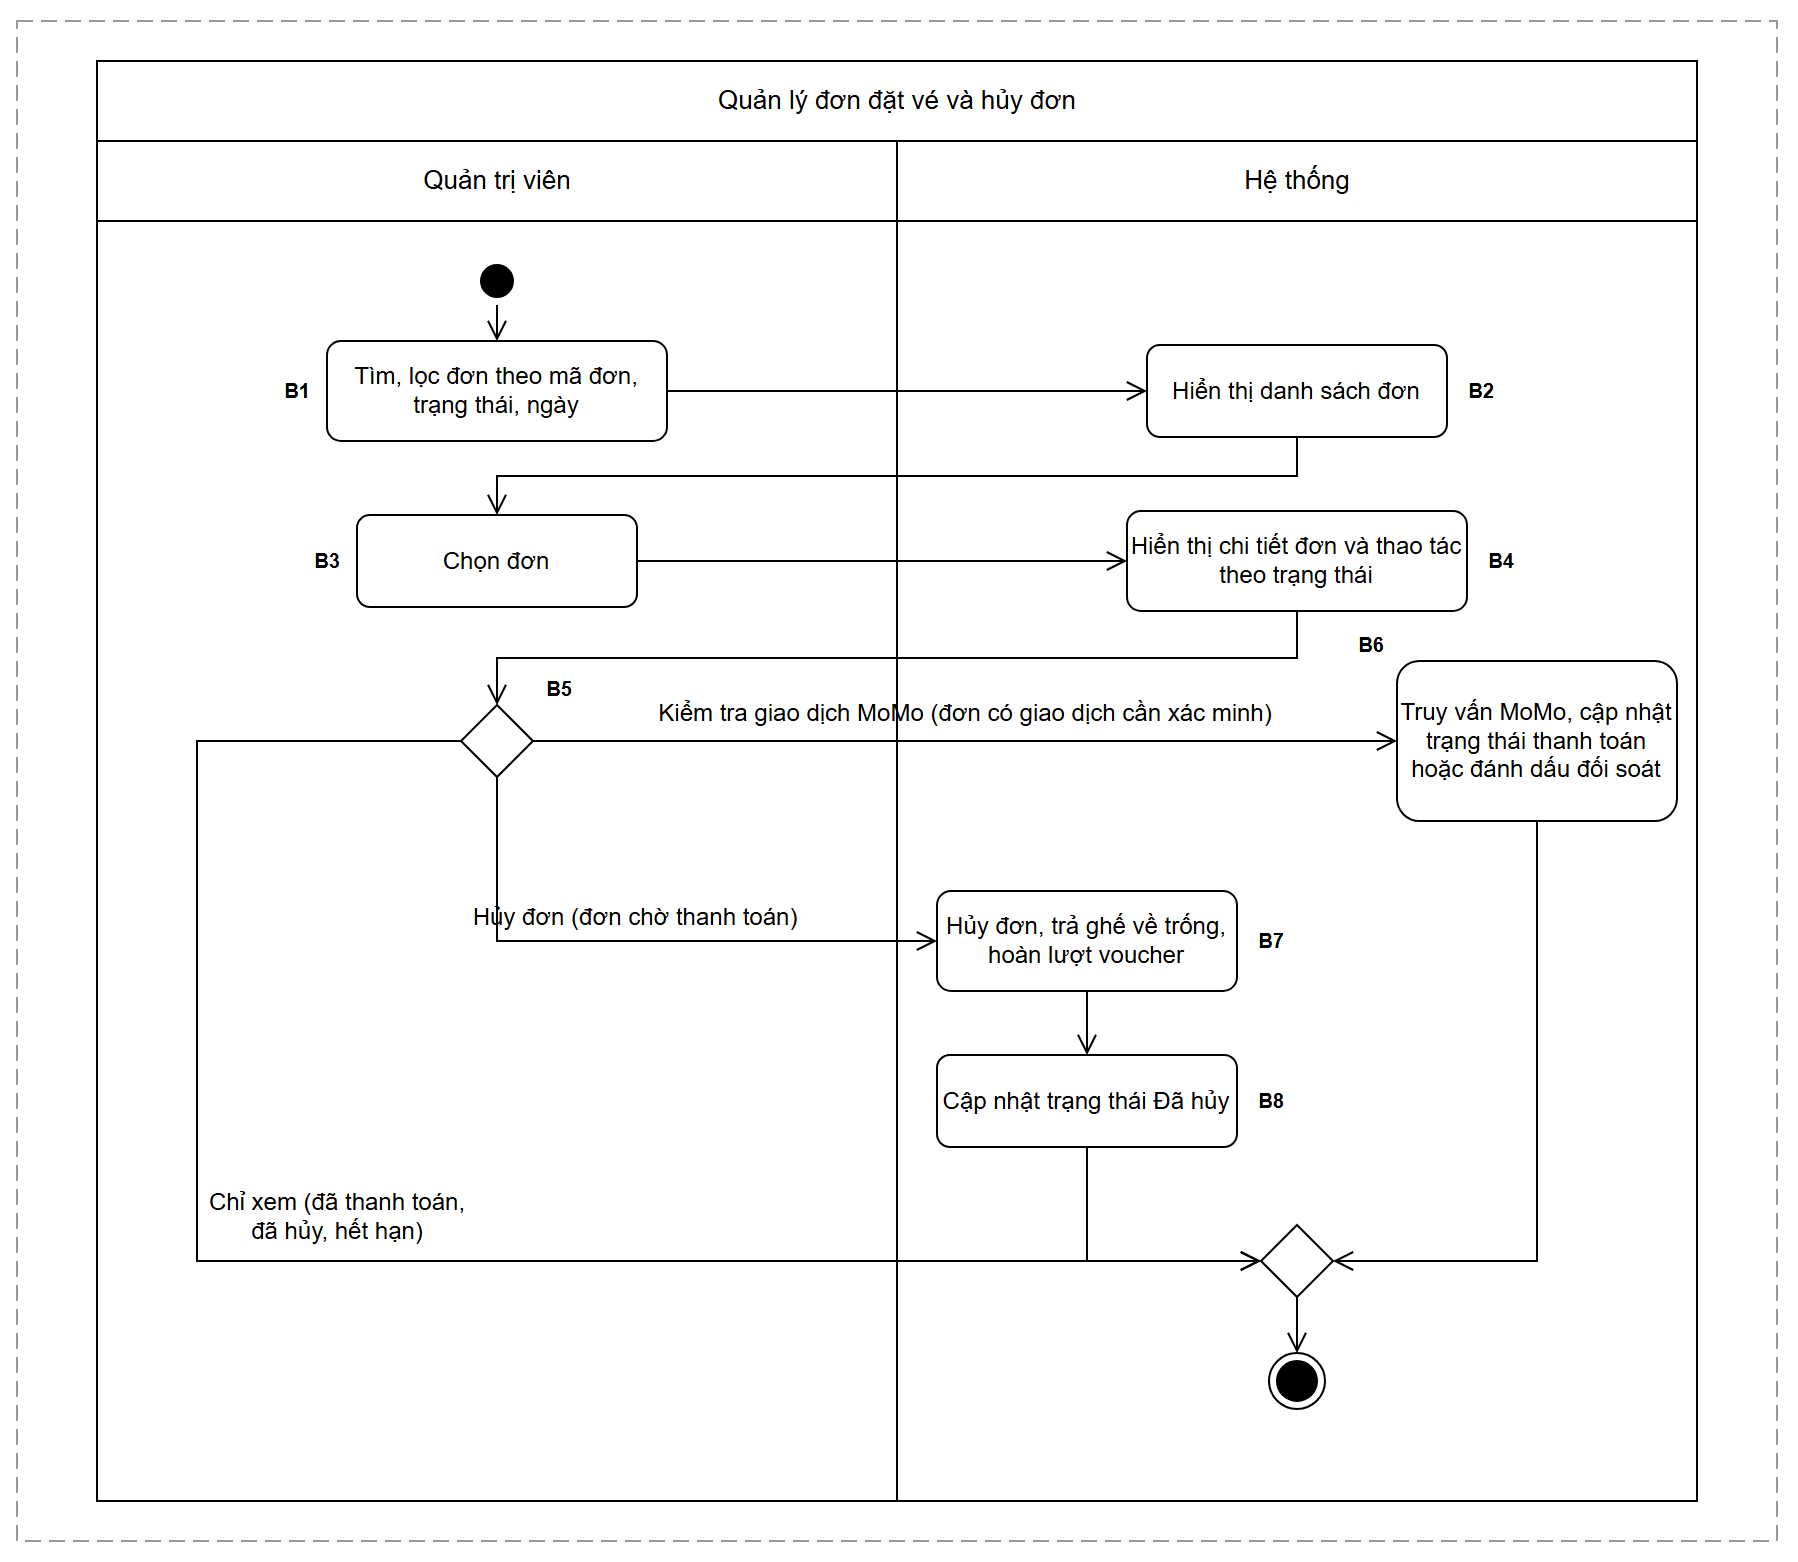 Quản lý đơn đặt vé và hủy đơn
Quản trị viên
Hệ thống
B1
Tìm, lọc đơn theo mã đơn,
trạng thái, ngày
Hiển thị danh sách đơn
B2
B3
Chọn đơn
Hiển thị chi tiết đơn và thao tác
theo trạng thái
B4
B5
Kiểm tra giao dịch MoMo (đơn có giao dịch cần xác minh)
B6
Truy vấn MoMo, cập nhật
trạng thái thanh toán
hoặc đánh dấu đối soát
Hủy đơn (đơn chờ thanh toán)
Hủy đơn, trả ghế về trống,
hoàn lượt voucher
B7
Cập nhật trạng thái Đã hủy
B8
Chỉ xem (đã thanh toán,
đã hủy, hết hạn)